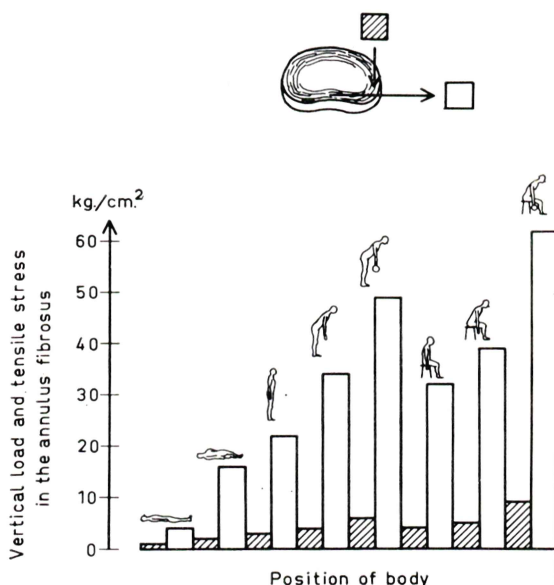 kg./cm.²
60
50
40
30
20
10
0
Vertical load and tensile stress
in the annulus fibrosus
Position of body